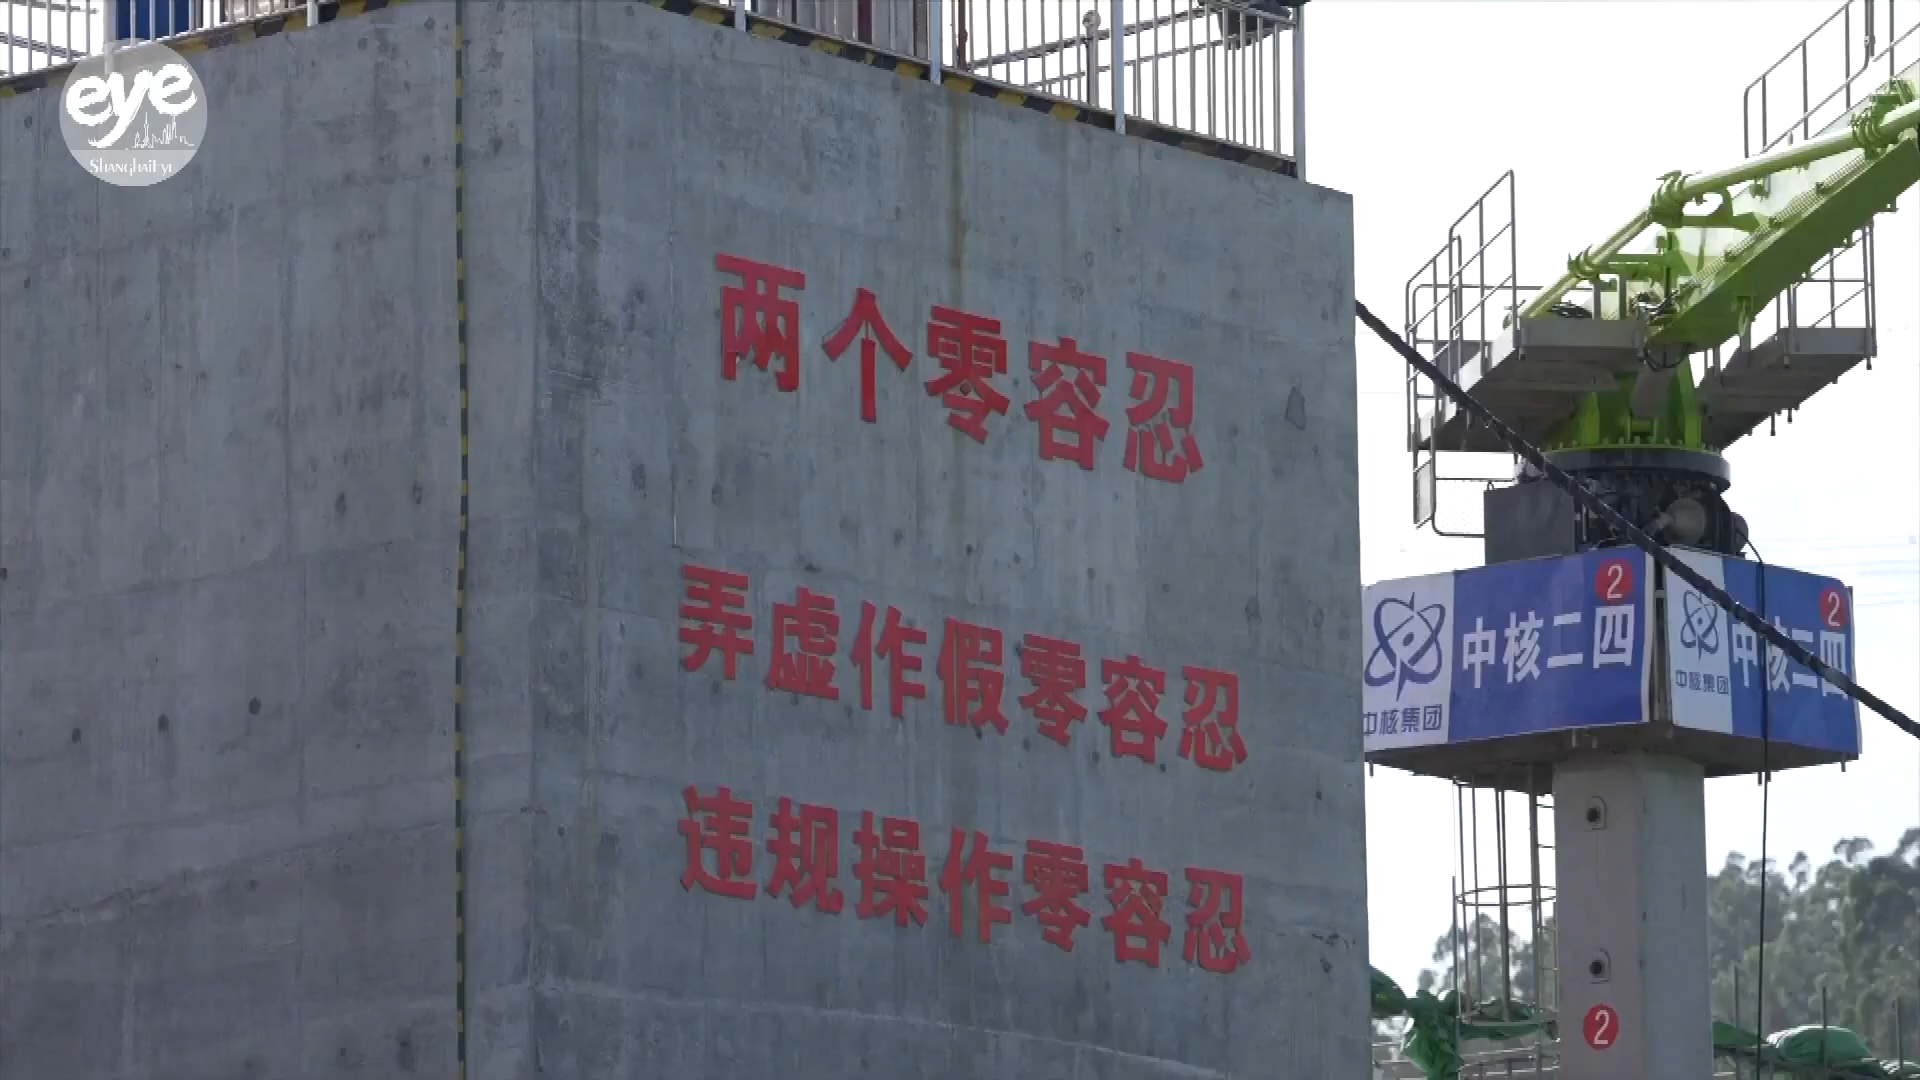 eye
ShanghaiEye
两个零容忍
弄虚作假零容忍
违规操作零容忍
2
中核二四
中核集团
2
中核二四
中核集团
2